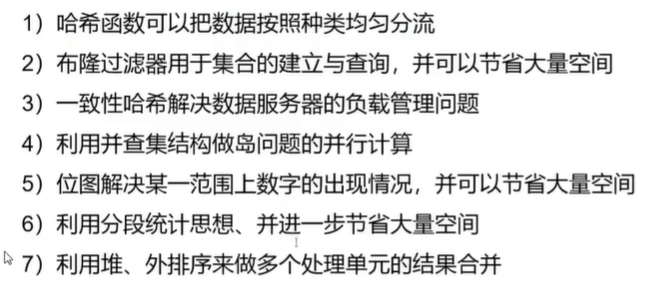 1）哈希函数可以把数据按照种类均匀分流
2）布隆过滤器用于集合的建立与查询，并可以节省大量空间
3）一致性哈希解决数据服务器的负载管理问题
4）利用并查集结构做岛问题的并行计算
5）位图解决某一范围上数字的出现情况，并可以节省大量空间
6）利用分段统计思想、并进一步节省大量空间
7）利用堆、外排序来做多个处理单元的结果合并